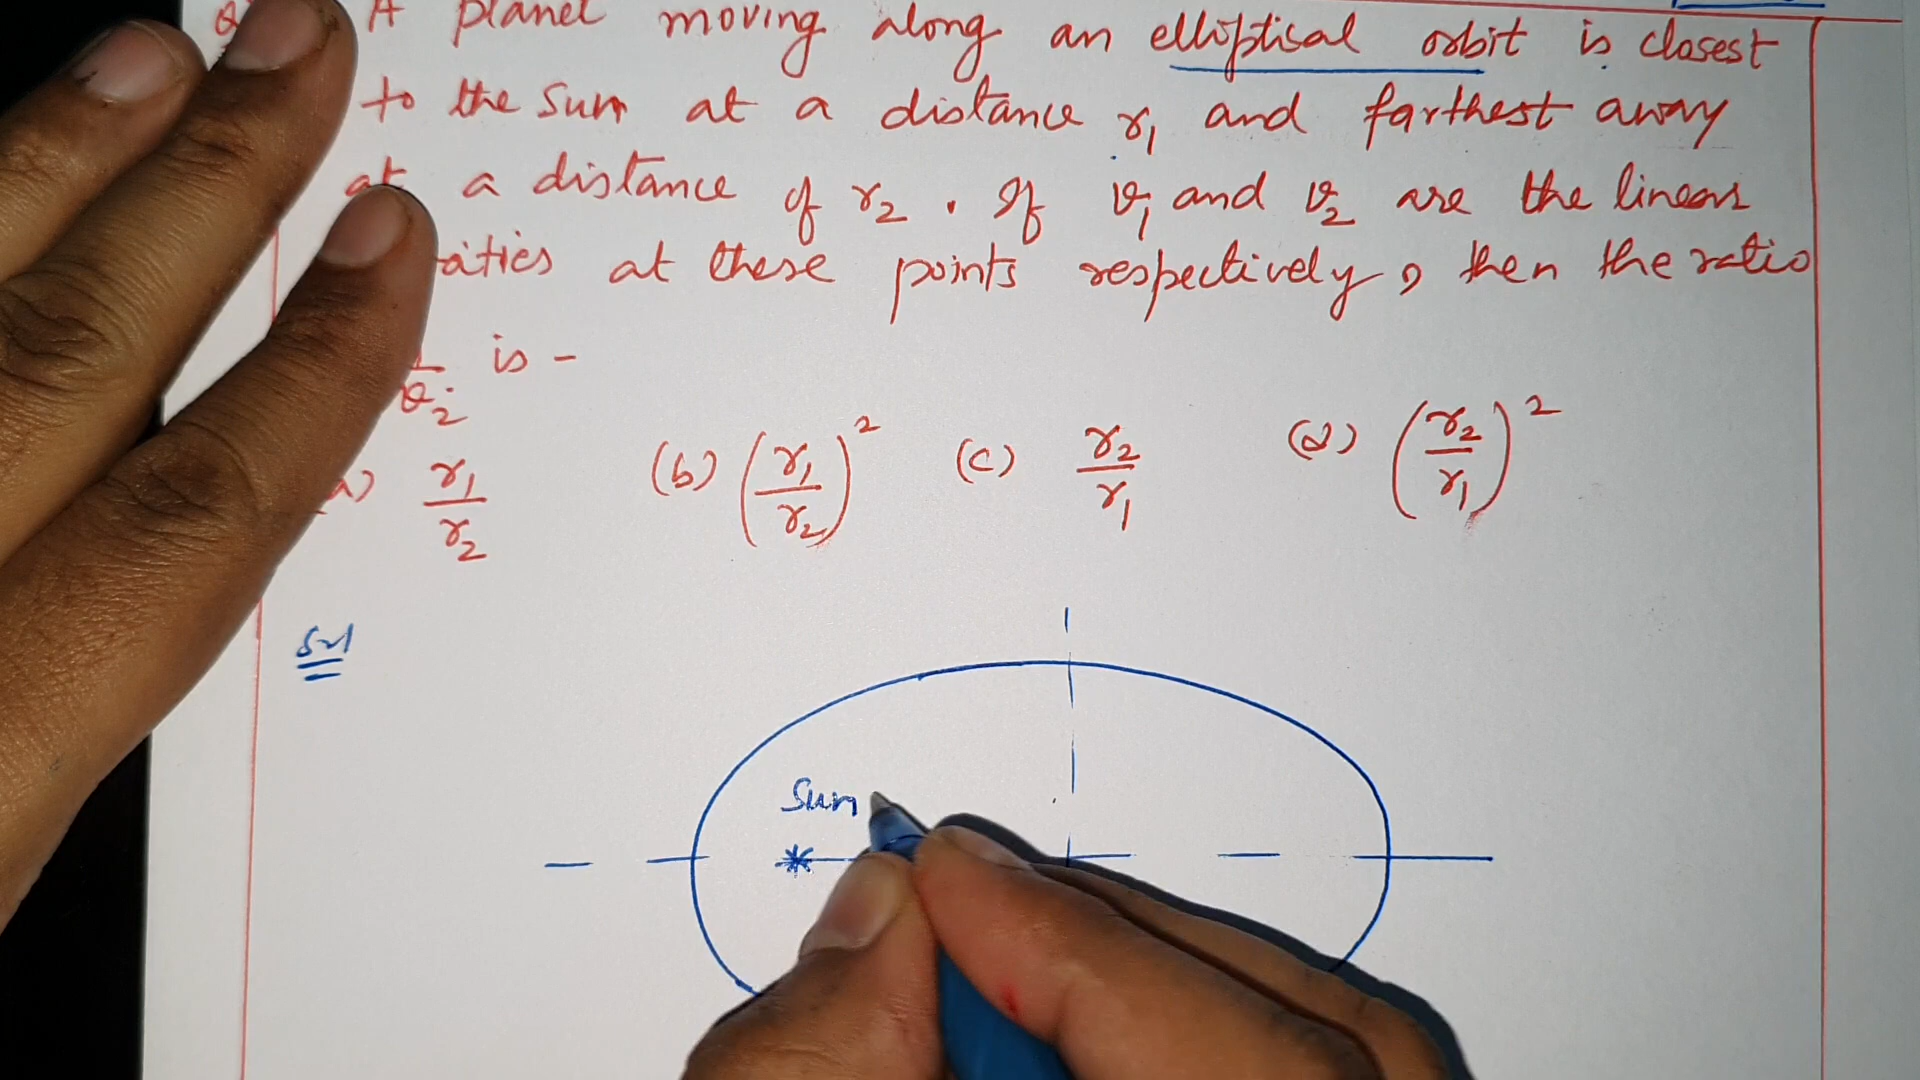 A planet moving along an elliptical orbit is closest
to the Sun at a distance r₁ and farthest away
at a distance of r₂ . If v₁ and v₂ are the linear
at these points respectively, then the ratio
v₂ is -
r₁/r₂ (b) (r₁/r₂)² (c) r₂/r₁ (d) (r₂/r₁)²
Sol
Sun